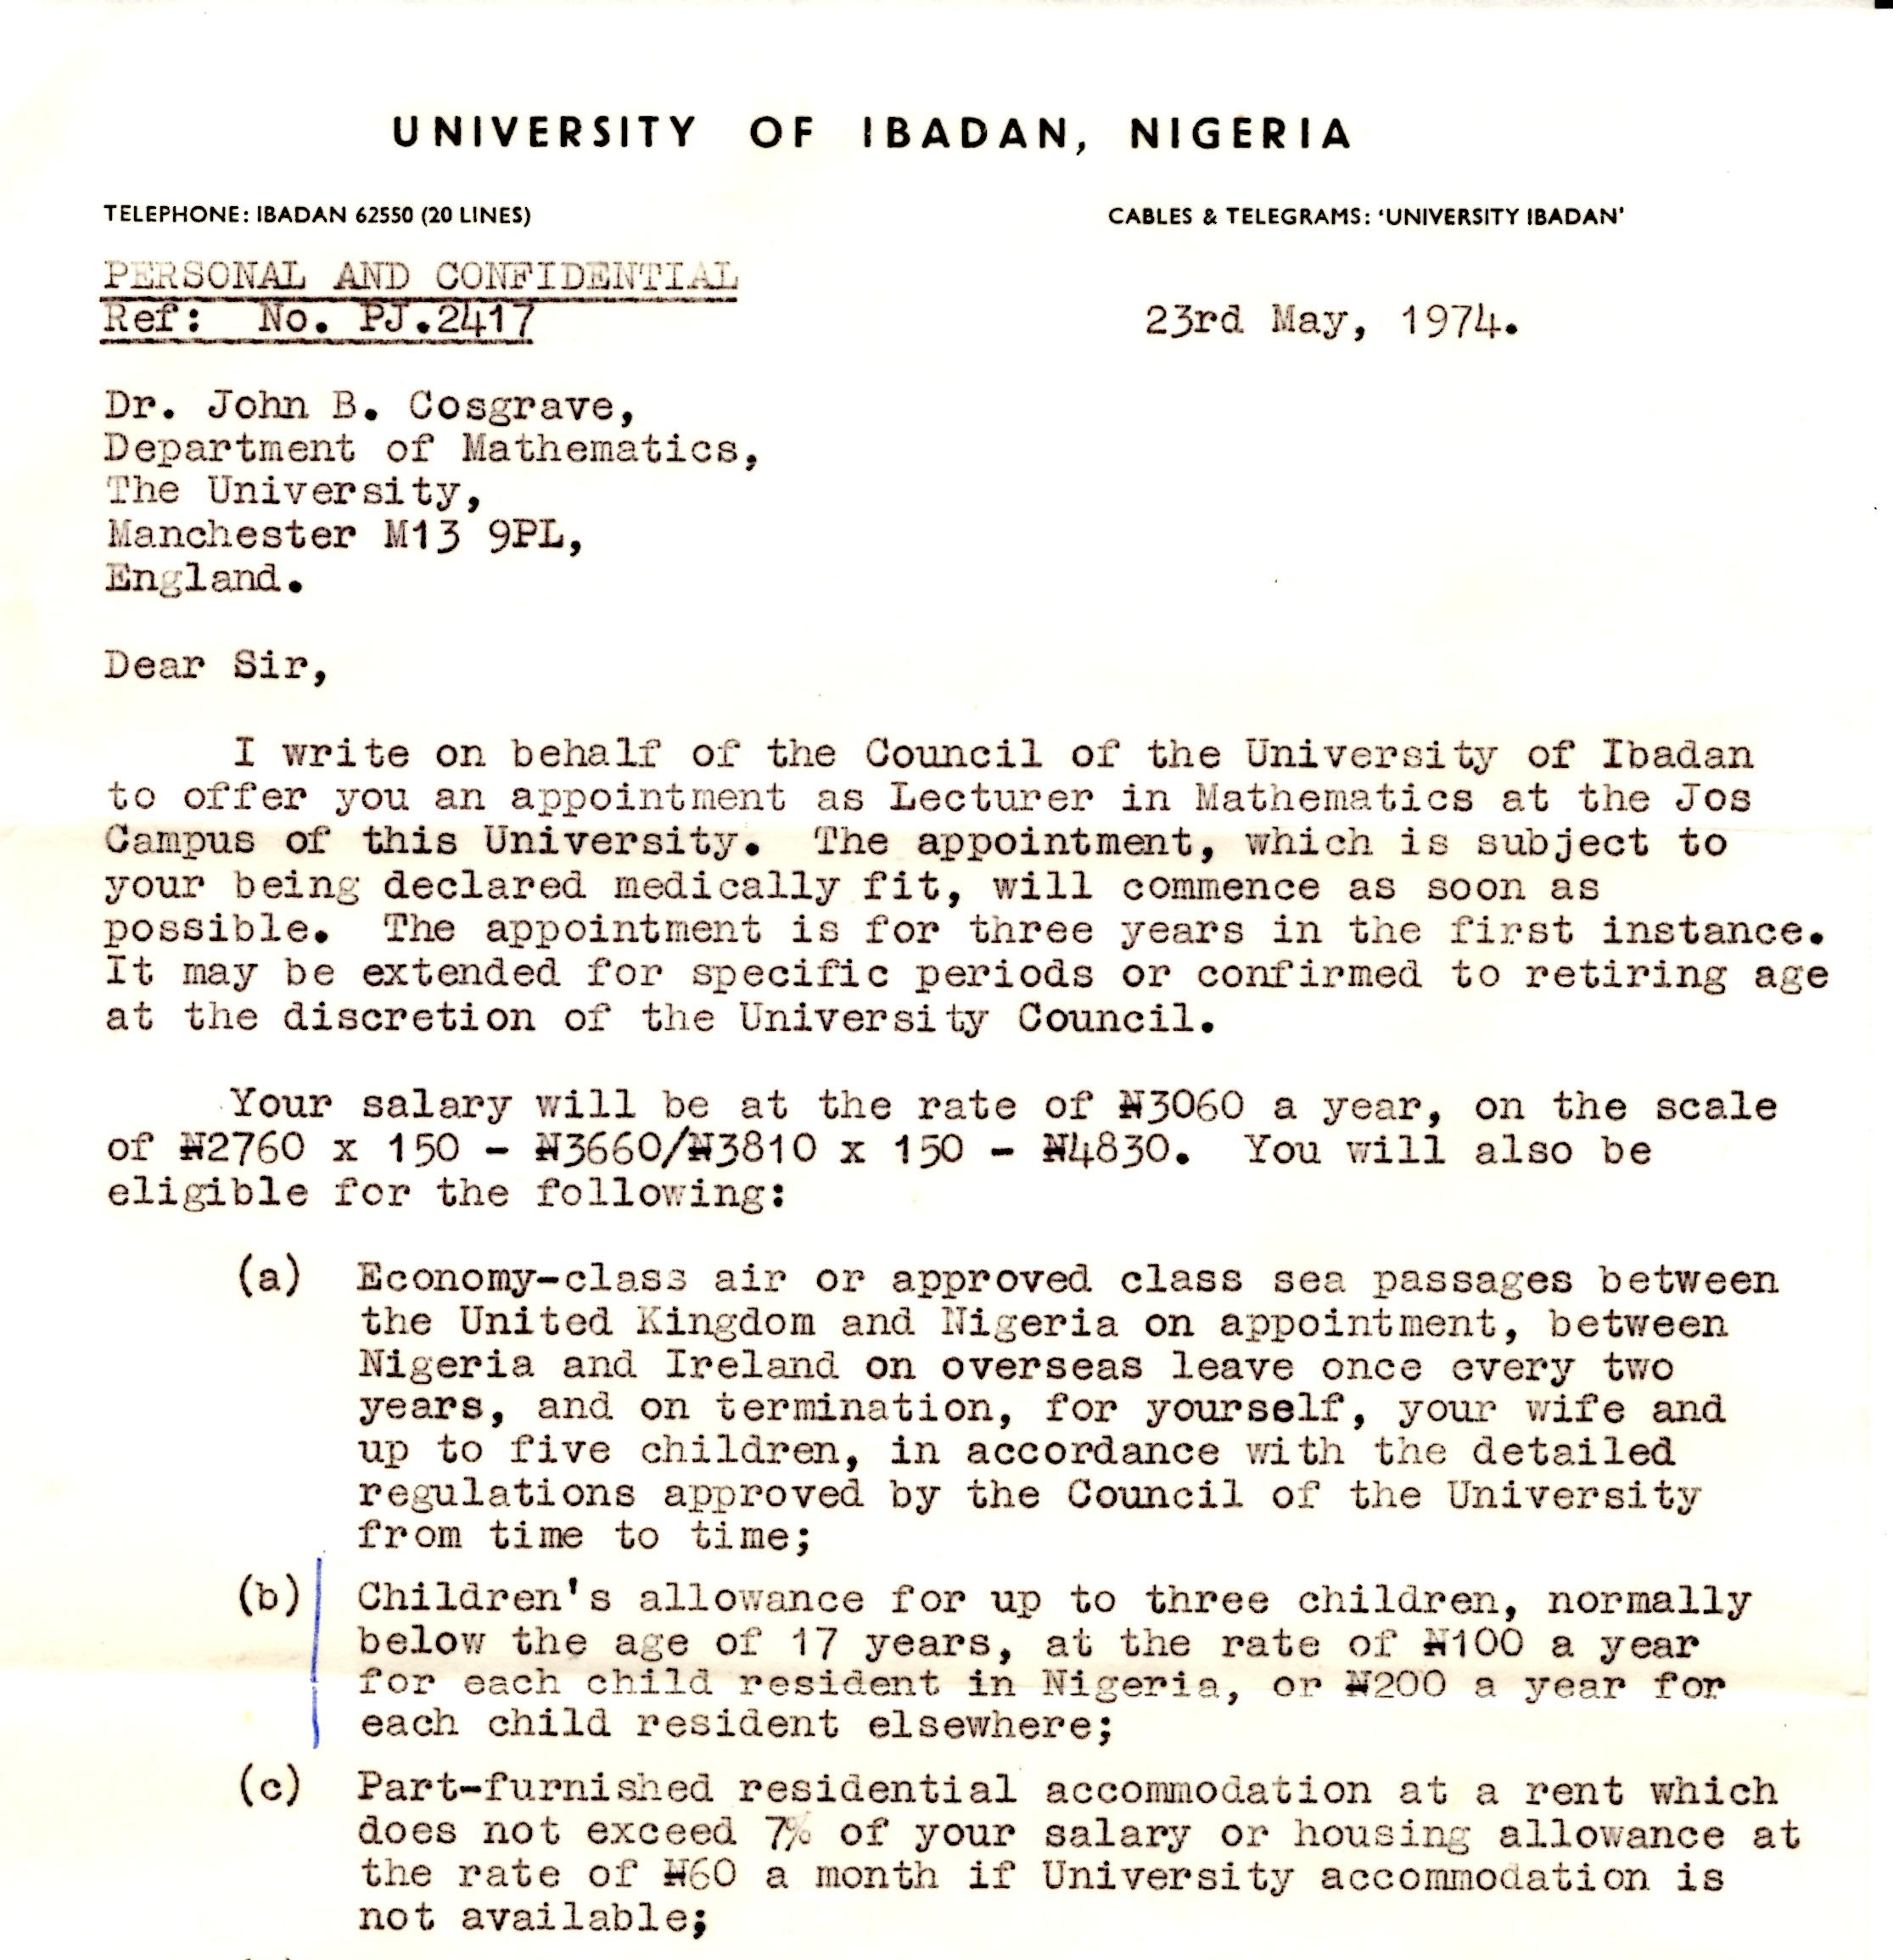 UNIVERSITY OF IBADAN, NIGERIA
TELEPHONE: IBADAN 62550 (20 LINES) CABLES & TELEGRAMS: ‘UNIVERSITY IBADAN’
PERSONAL AND CONFIDENTIAL
Ref: No. PJ.2417 23rd May, 1974.
Dr. John B. Cosgrave,
Department of Mathematics,
The University,
Manchester M13 9PL,
England.
Dear Sir,
I write on behalf of the Council of the University of Ibadan
to offer you an appointment as Lecturer in Mathematics at the Jos
Campus of this University. The appointment, which is subject to
your being declared medically fit, will commence as soon as
possible. The appointment is for three years in the first instance.
It may be extended for specific periods or confirmed to retiring age
at the discretion of the University Council.
Your salary will be at the rate of ₦3060 a year, on the scale
of ₦2760 x 150 - ₦3660/₦3810 x 150 - ₦4830. You will also be
eligible for the following:
(a) Economy-class air or approved class sea passages between
the United Kingdom and Nigeria on appointment, between
Nigeria and Ireland on overseas leave once every two
years, and on termination, for yourself, your wife and
up to five children, in accordance with the detailed
regulations approved by the Council of the University
from time to time;
(b) Children's allowance for up to three children, normally
below the age of 17 years, at the rate of ₦100 a year
for each child resident in Nigeria, or ₦200 a year for
each child resident elsewhere;
(c) Part-furnished residential accommodation at a rent which
does not exceed 7% of your salary or housing allowance at
the rate of ₦60 a month if University accommodation is
not available;